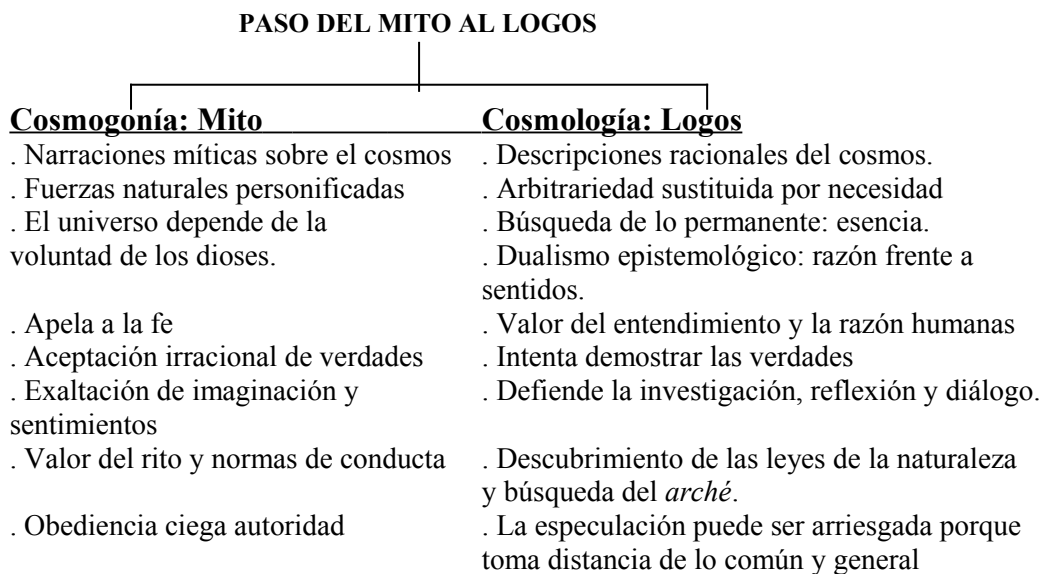 PASO DEL MITO AL LOGOS
Cosmogonía: Mito
. Narraciones míticas sobre el cosmos
. Fuerzas naturales personificadas
. El universo depende de la
voluntad de los dioses.
. Apela a la fe
. Aceptación irracional de verdades
. Exaltación de imaginación y
sentimientos
. Valor del rito y normas de conducta
. Obediencia ciega autoridad
Cosmología: Logos
. Descripciones racionales del cosmos.
. Arbitrariedad sustituida por necesidad
. Búsqueda de lo permanente: esencia.
. Dualismo epistemológico: razón frente a
sentidos.
. Valor del entendimiento y la razón humanas
. Intenta demostrar las verdades
. Defiende la investigación, reflexión y diálogo.
. Descubrimiento de las leyes de la naturaleza
y búsqueda del arché.
. La especulación puede ser arriesgada porque
toma distancia de lo común y general